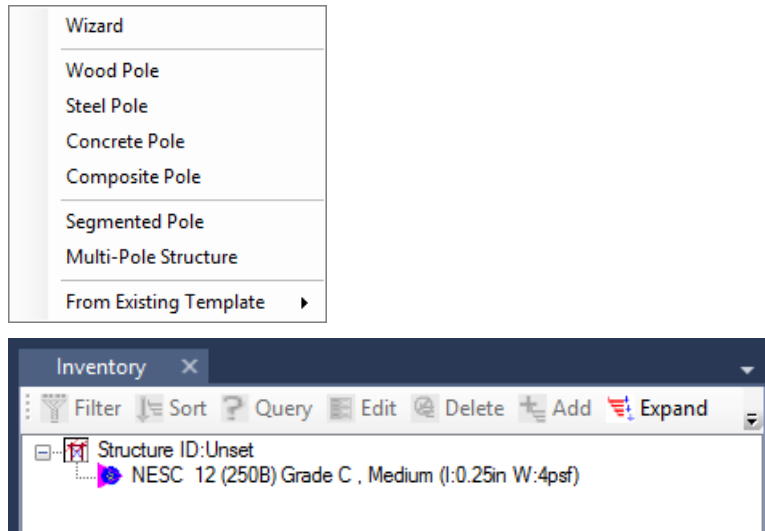 Wizard
Wood Pole
Steel Pole
Concrete Pole
Composite Pole
Segmented Pole
Multi-Pole Structure
From Existing Template
Inventory
Filter Sort Query Edit Delete Add Expand
Structure ID:Unset
NESC 12 (250B) Grade C , Medium (I:0.25in W:4psf)